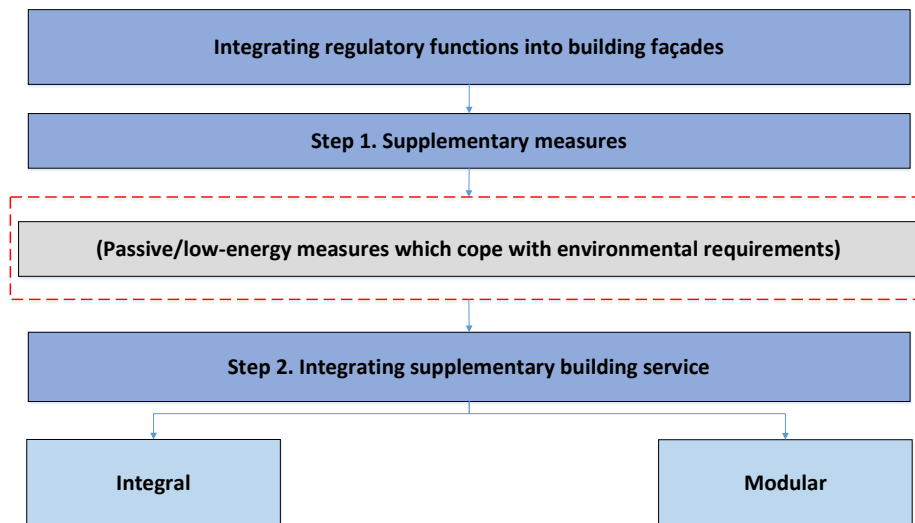 Integrating regulatory functions into building façades
Step 1. Supplementary measures
(Passive/low-energy measures which cope with environmental requirements)
Step 2. Integrating supplementary building service
Integral
Modular